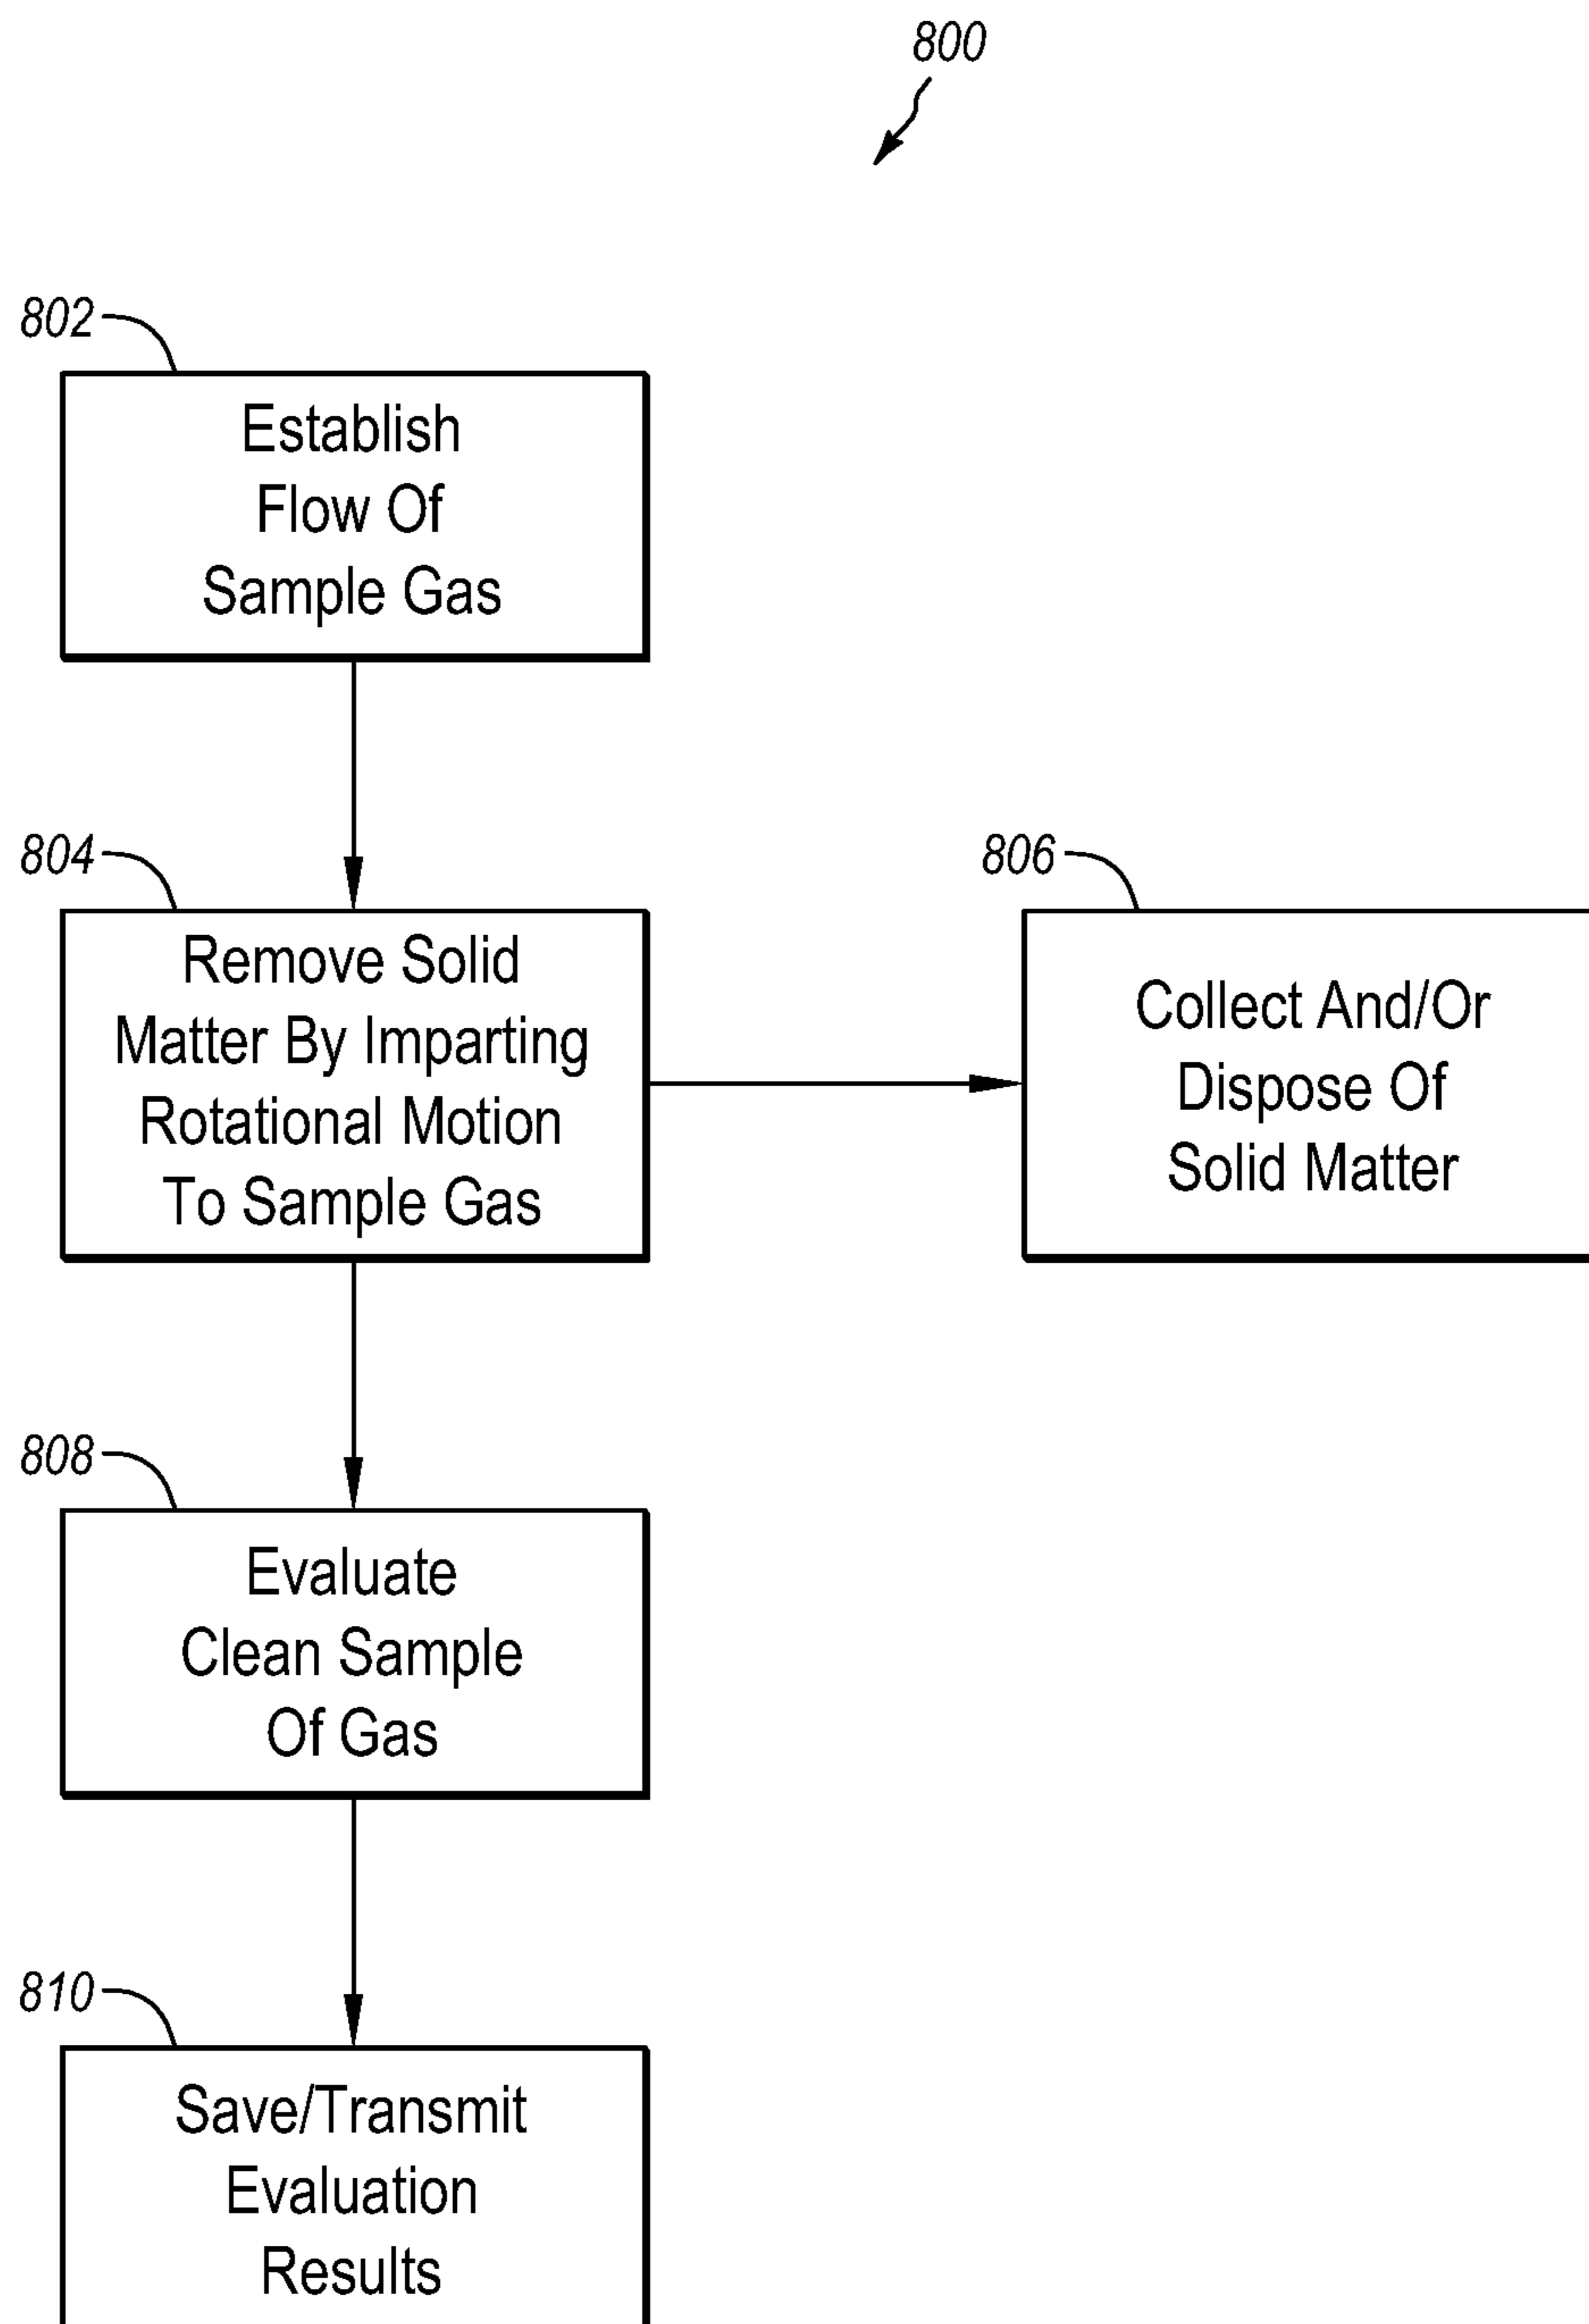 800
802
Establish
Flow Of
Sample Gas
804
Remove Solid
Matter By Imparting
Rotational Motion
To Sample Gas
806
Collect And/Or
Dispose Of
Solid Matter
808
Evaluate
Clean Sample
Of Gas
810
Save/Transmit
Evaluation
Results